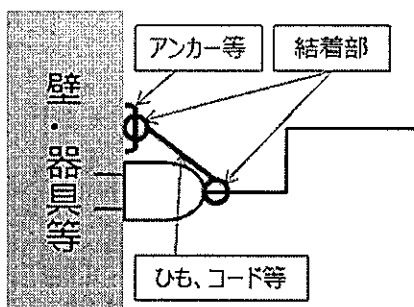 アンカー等
結着部
壁・器具等
ひも、コード等